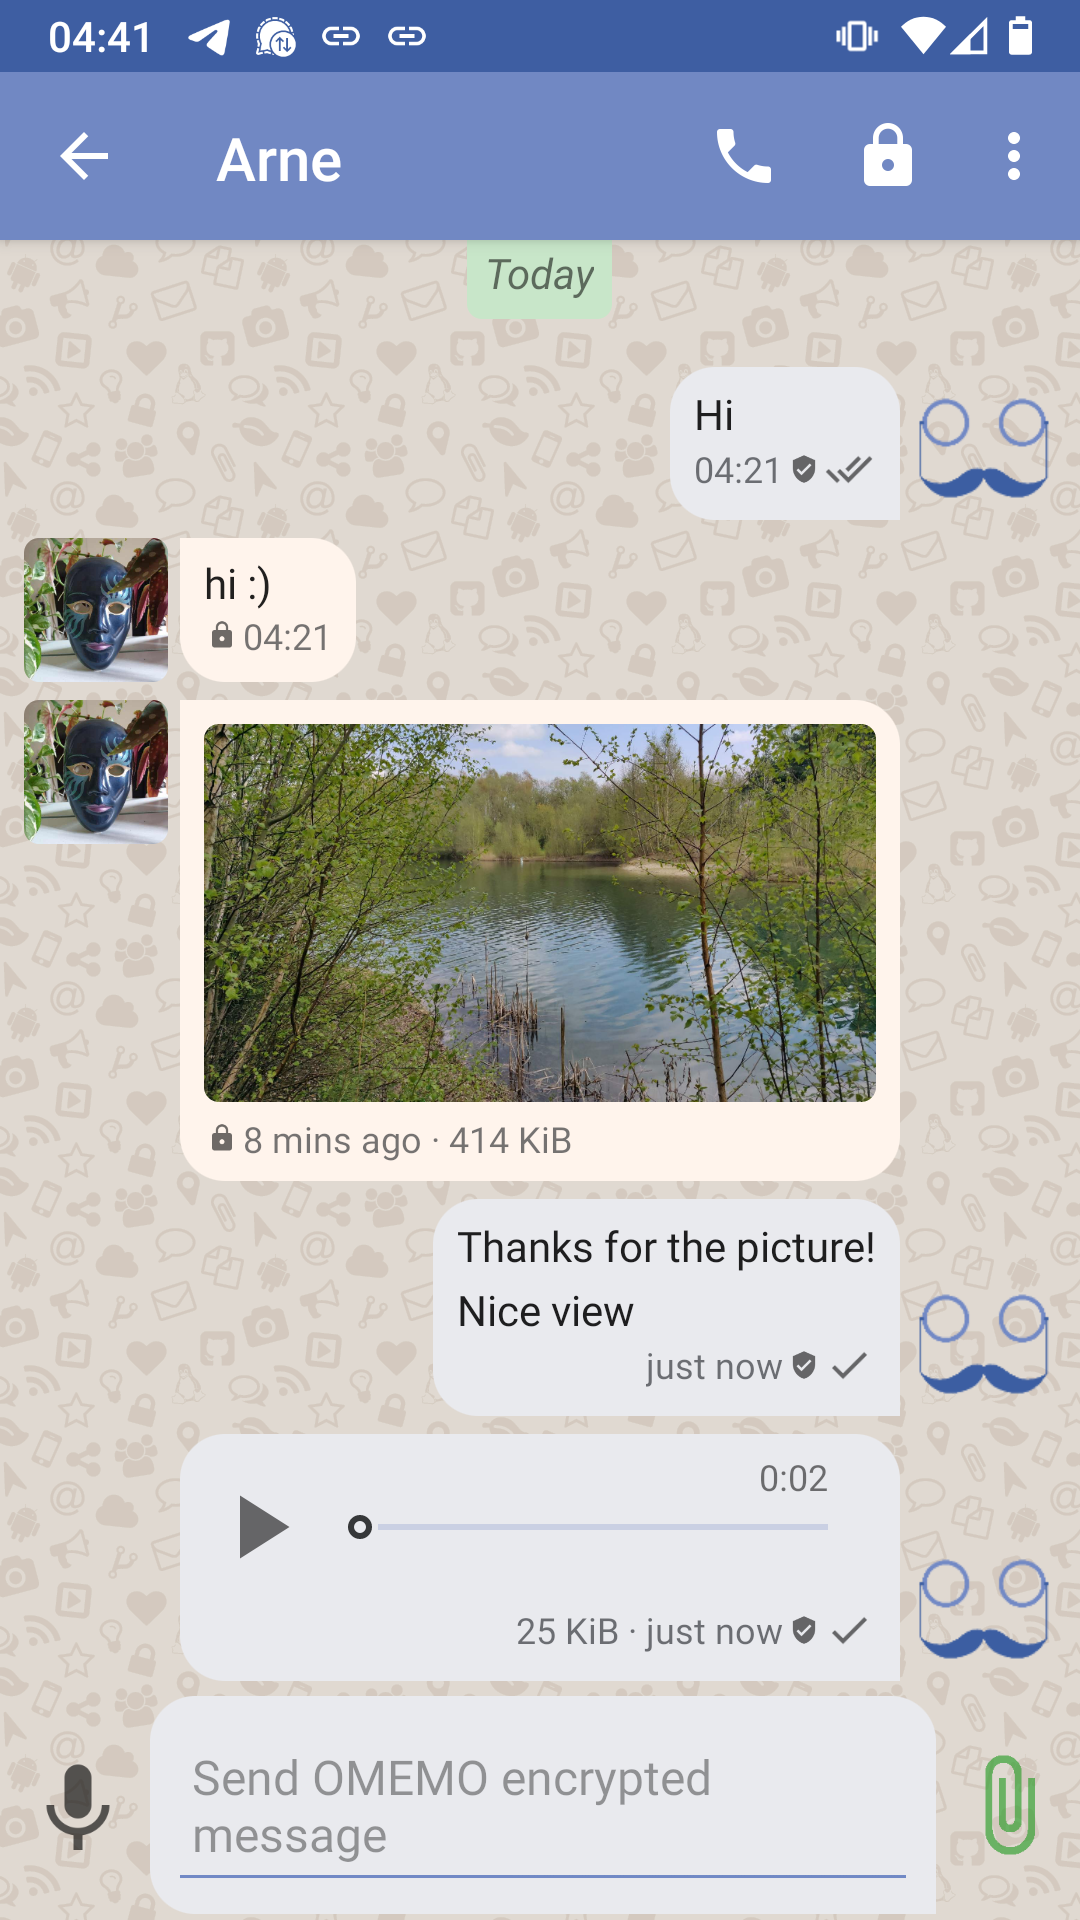 04:41
Arne
Today
Hi
04:21
hi :)
04:21
8 mins ago · 414 KiB
Thanks for the picture!
Nice view
just now
0:02
25 KiB · just now
Send OMEMO encrypted
message